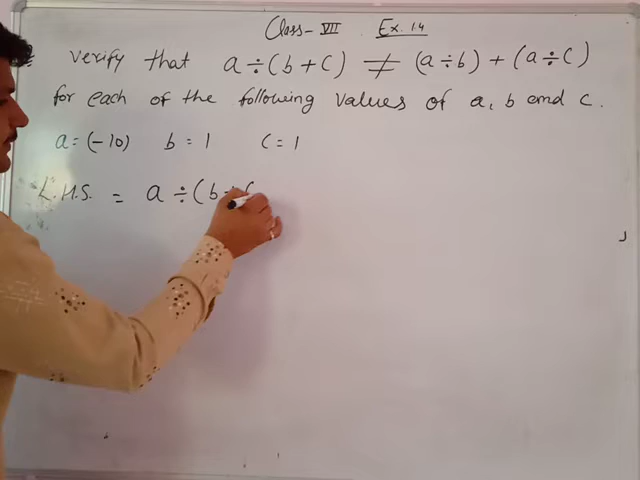 Class-VII Ex. 1.4
verify that a ÷ (b + c) ≠ (a ÷ b) + (a ÷ c)
for each of the following values of a, b and c.
a = (-10) b = 1 c = 1
L.H.S. = a ÷ (b + c